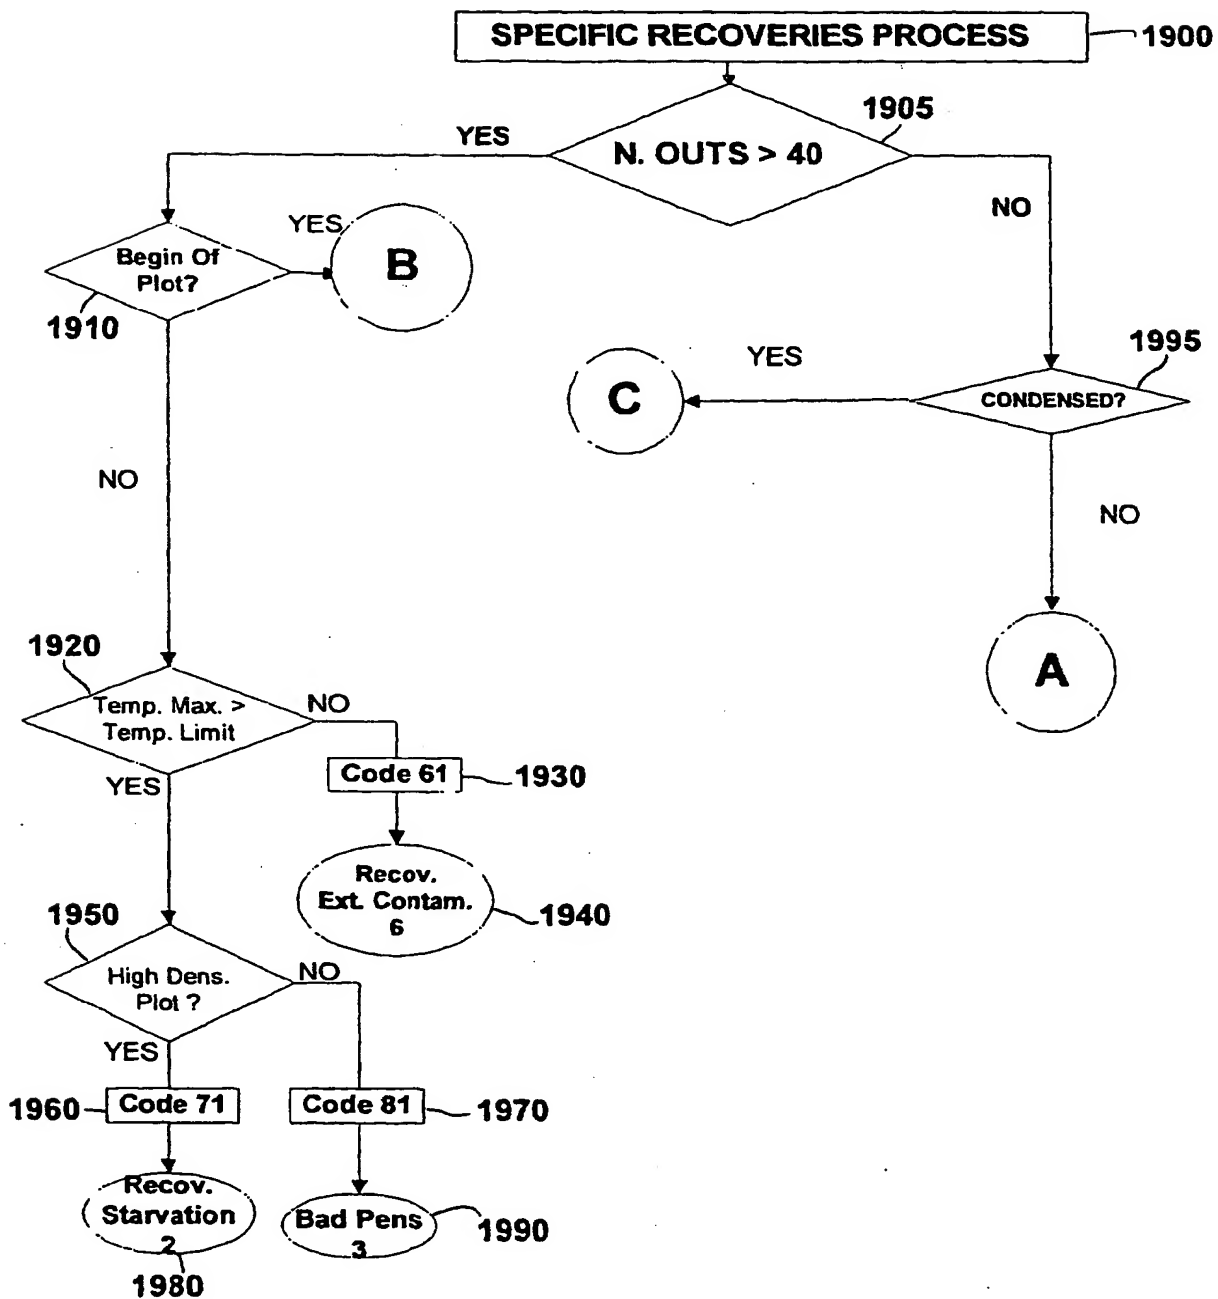 SPECIFIC RECOVERIES PROCESS
1900
1905
N. OUTS > 40
YES
NO
Begin Of
Plot?
1910
YES
B
1995
CONDENSED?
YES
C
NO
NO
A
1920
Temp. Max. >
Temp. Limit
NO
YES
Code 61
1930
Recov.
Ext. Contam.
6
1940
1950
High Dens.
Plot ?
NO
YES
1960
Code 71
Code 81
1970
Recov.
Starvation
2
1980
Bad Pens
3
1990